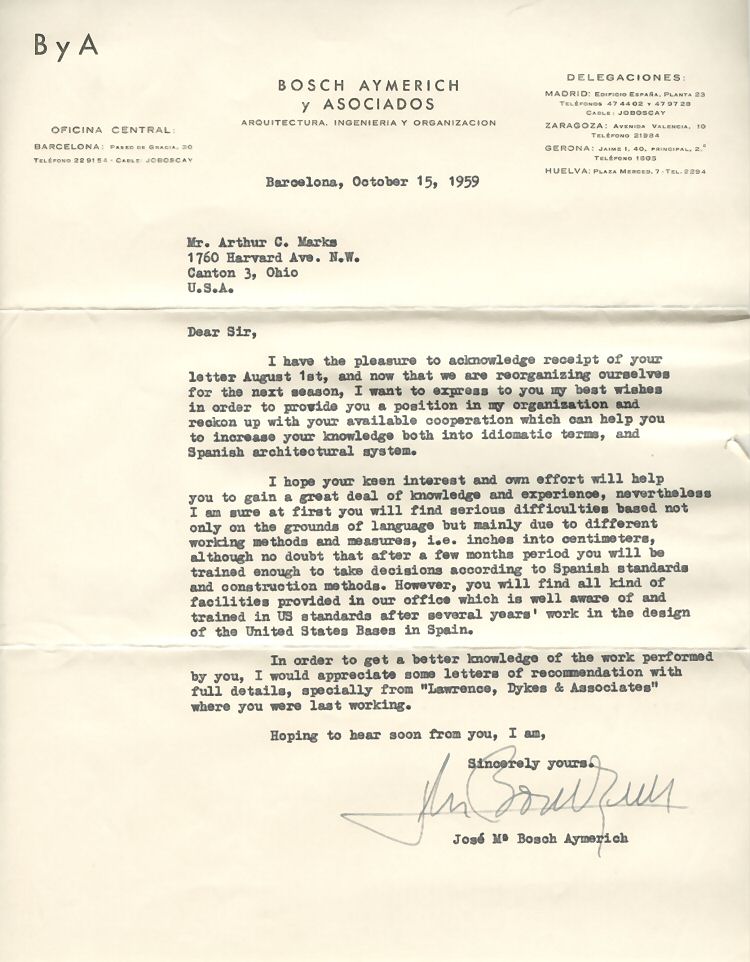 B y A
BOSCH AYMERICH
y ASOCIADOS
ARQUITECTURA, INGENIERIA Y ORGANIZACION
OFICINA CENTRAL:
BARCELONA: PASEO DE GRACIA, 30
TELÉFONO 22 91 54 - CABLE: JOBOSCAY
DELEGACIONES:
MADRID: EDIFICIO ESPAÑA, PLANTA 23
TELÉFONOS 47 44 02 Y 47 97 28
CABLE: JOBOSCAY
ZARAGOZA: AVENIDA VALENCIA, 10
TELÉFONO 21984
GERONA: JAIME I, 40, PRINCIPAL, 2.ª
TELÉFONO 1805
HUELVA: PLAZA MERCED, 7 - TEL. 2294
Barcelona, October 15, 1959
Mr. Arthur C. Marks
1760 Harvard Ave. N.W.
Canton 3, Ohio
U.S.A.
Dear Sir,
I have the pleasure to acknowledge receipt of your
letter August 1st, and now that we are reorganizing ourselves
for the next season, I want to express to you my best wishes
in order to provide you a position in my organization and
reckon up with your available cooperation which can help you
to increase your knowledge both into idiomatic terms, and
Spanish architectural system.
I hope your keen interest and own effort will help
you to gain a great deal of knowledge and experience, nevertheless
I am sure at first you will find serious difficulties based not
only on the grounds of language but mainly due to different
working methods and measures, i.e. inches into centimeters,
although no doubt that after a few months period you will be
trained enough to take decisions according to Spanish standards
and construction methods. However, you will find all kind of
facilities provided in our office which is well aware of and
trained in US standards after several years' work in the design
of the United States Bases in Spain.
In order to get a better knowledge of the work performed
by you, I would appreciate some letters of recommendation with
full details, specially from "Lawrence, Dykes & Associates"
where you were last working.
Hoping to hear soon from you, I am,
Sincerely yours.
José Mª Bosch Aymerich